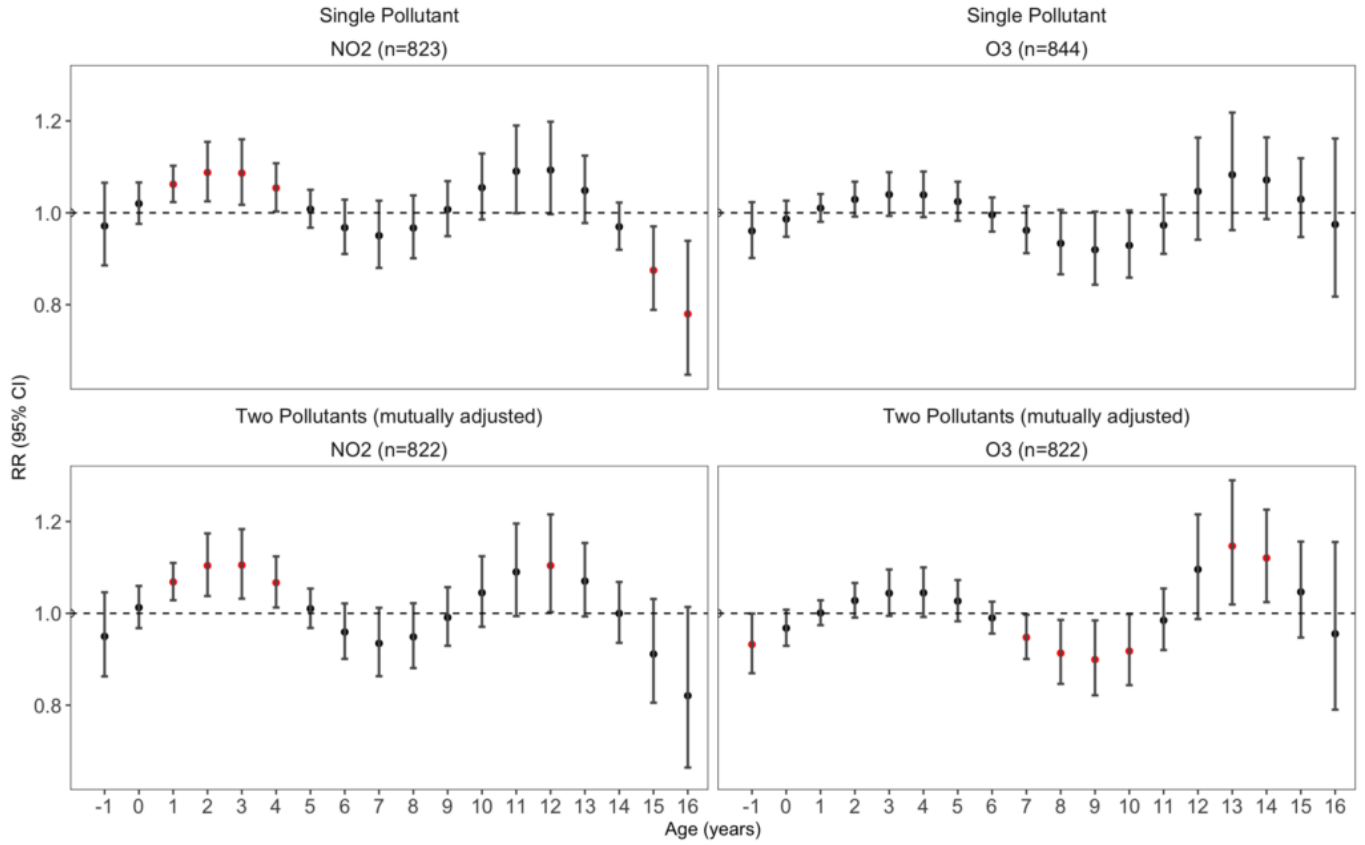 Single Pollutant
NO2 (n=823)
Single Pollutant
O3 (n=844)
1.2
1.0
0.8
RR (95% CI)
Two Pollutants (mutually adjusted)
NO2 (n=822)
Two Pollutants (mutually adjusted)
O3 (n=822)
1.2
1.0
0.8
-1 0 1 2 3 4 5 6 7 8 9 10 11 12 13 14 15 16
-1 0 1 2 3 4 5 6 7 8 9 10 11 12 13 14 15 16
Age (years)